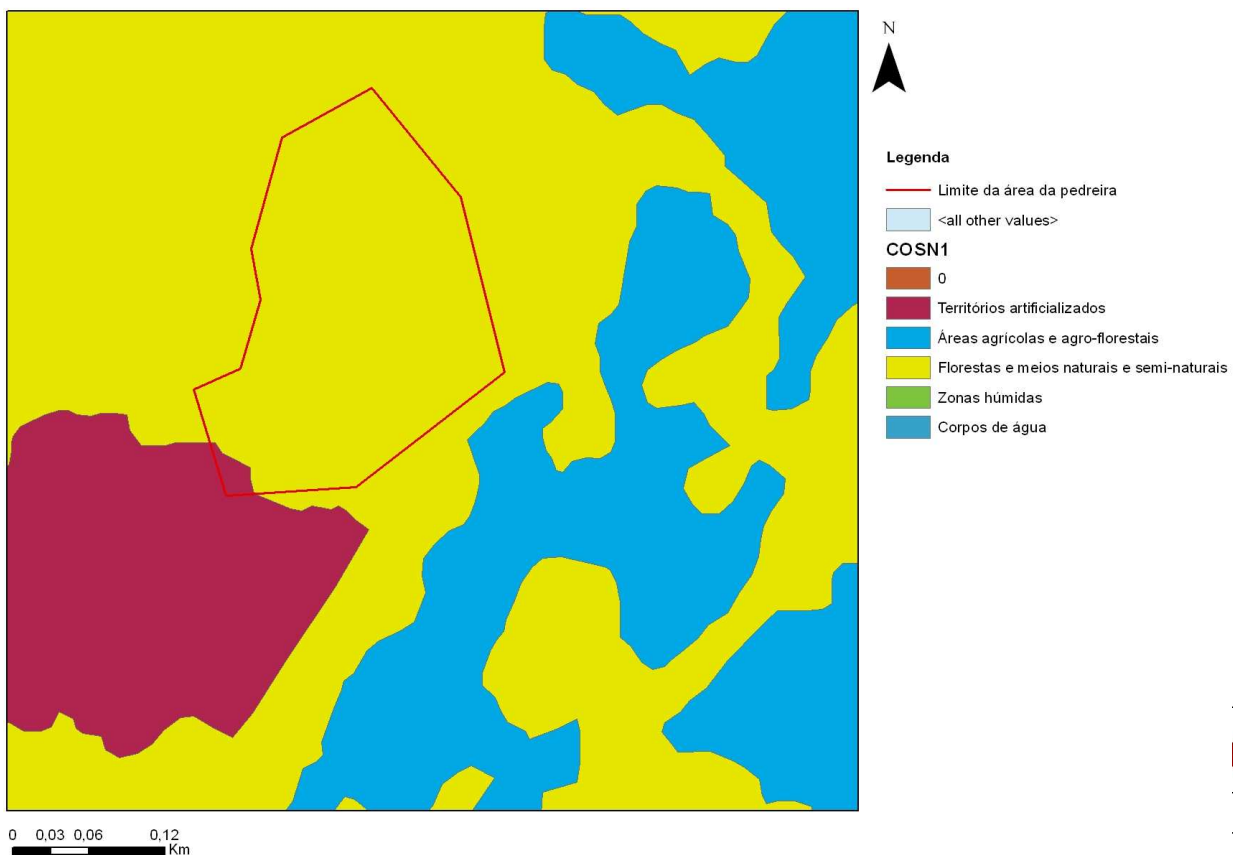 N
Legenda
Limite da área da pedreira
<all other values>
COSN1
0
Territórios artificializados
Áreas agrícolas e agro-florestais
Florestas e meios naturais e semi-naturais
Zonas húmidas
Corpos de água
0 0,03 0,06 0,12
Km